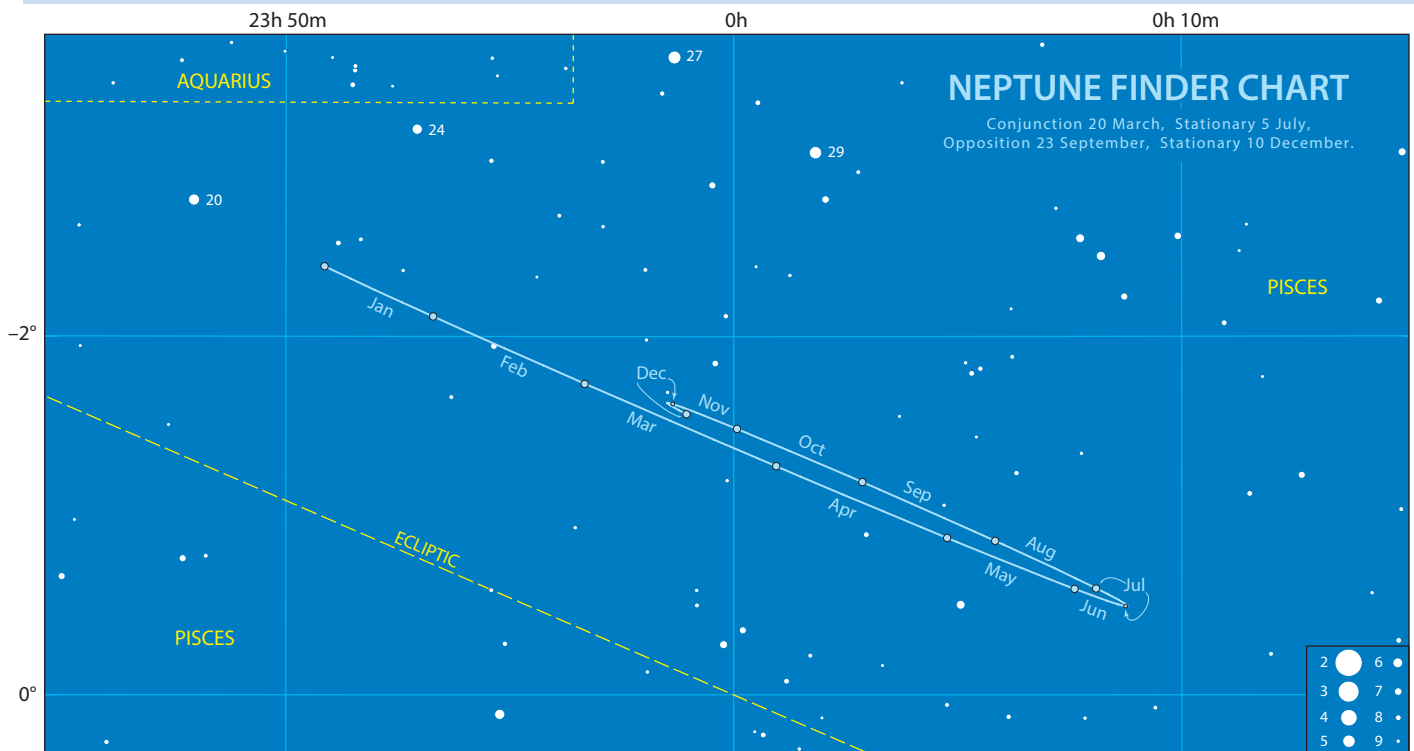 23h 50m
0h
0h 10m
27
AQUARIUS
NEPTUNE FINDER CHART
24
Conjunction 20 March, Stationary 5 July,
Opposition 23 September, Stationary 10 December.
29
20
PISCES
Jan
–2°
Feb
Dec
Nov
Mar
Oct
Sep
Apr
ECLIPTIC
Aug
May
Jul
Jun
PISCES
2 6
3 7
0°
4 8
5 9